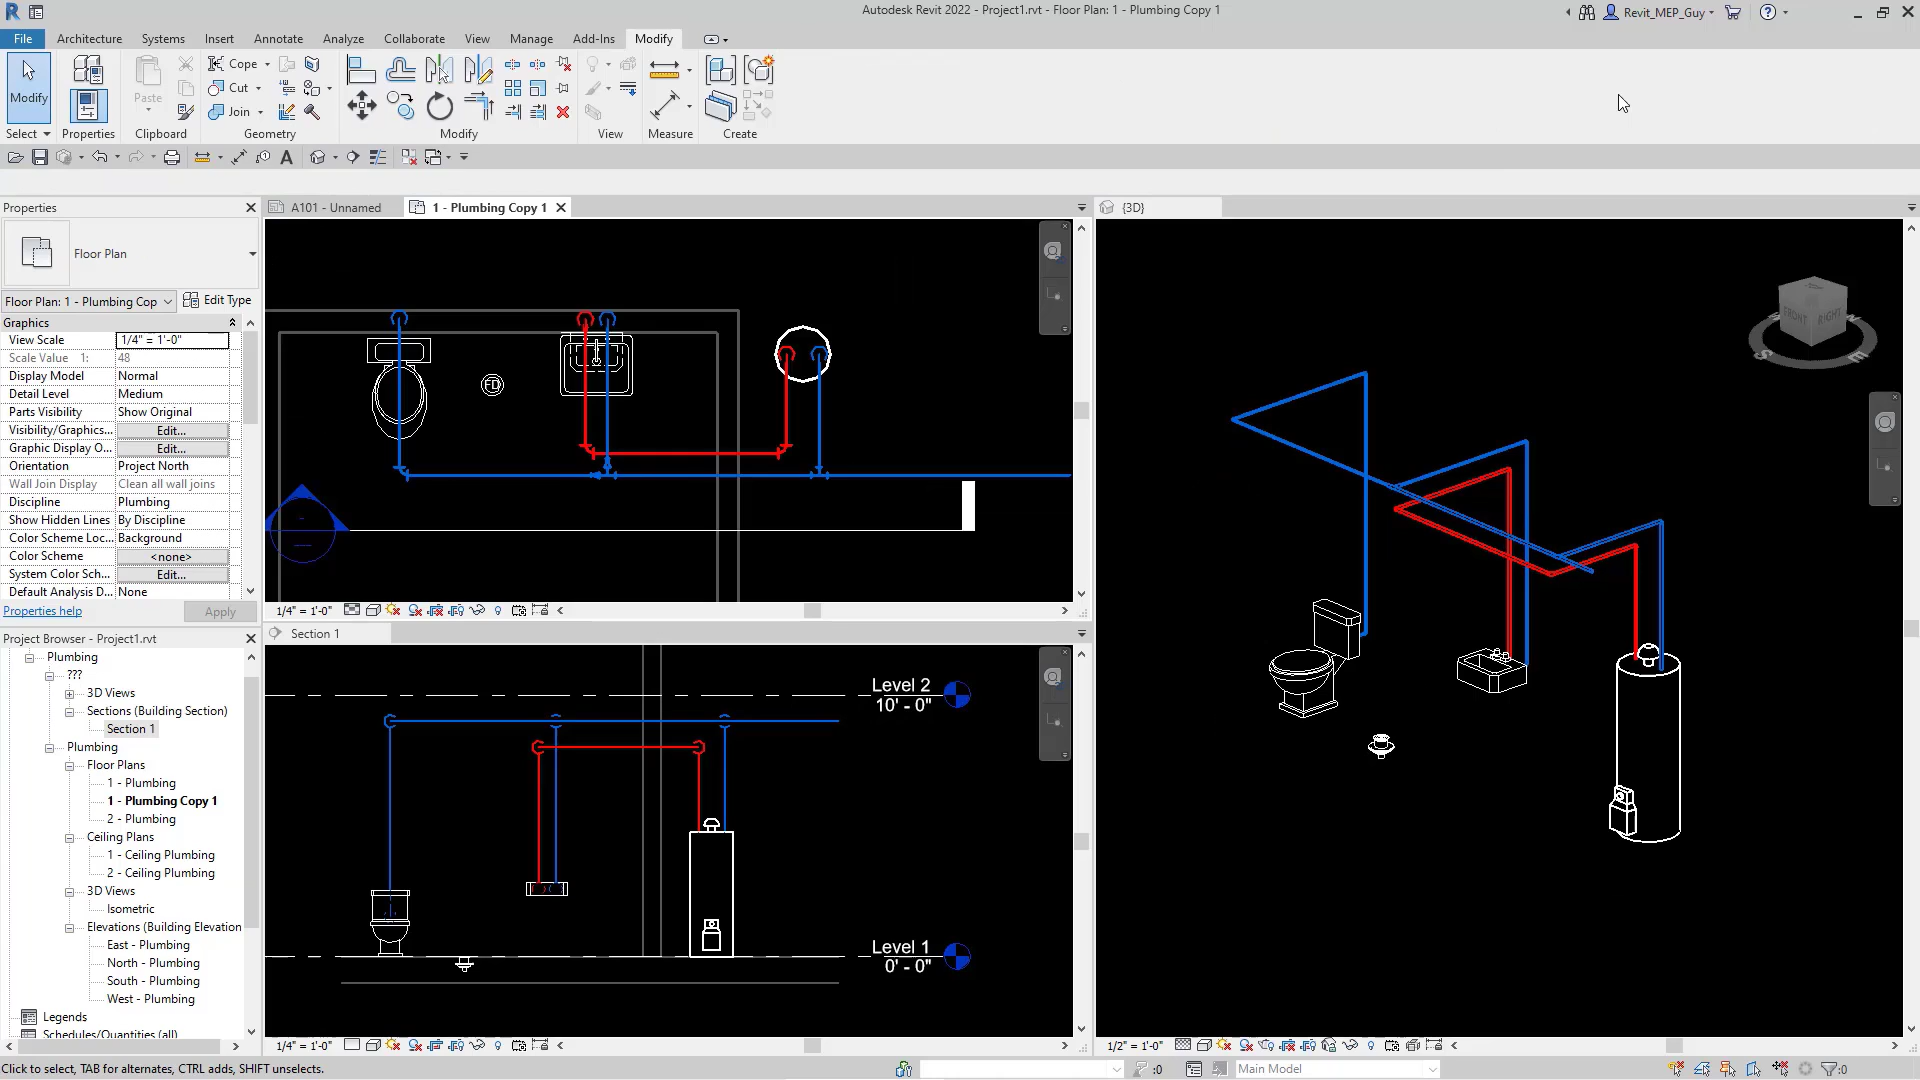 Autodesk Revit 2022 - Project1.rvt - Floor Plan: 1 - Plumbing Copy 1
Revit_MEP_Guy
File Architecture Systems Insert Annotate Analyze Collaborate View Manage Add-Ins Modify
Modify
Paste
Cope
Cut
Join
Select Properties Clipboard Geometry Modify View Measure Create
Properties
A101 - Unnamed
1 - Plumbing Copy 1
{3D}
Floor Plan
Floor Plan: 1 - Plumbing Cop
Edit Type
Graphics
View Scale 1/4" = 1'-0"
Scale Value 1: 48
Display Model Normal
Detail Level Medium
Parts Visibility Show Original
Visibility/Graphics... Edit...
Graphic Display O... Edit...
Orientation Project North
Wall Join Display Clean all wall joins
Discipline Plumbing
Show Hidden Lines By Discipline
Color Scheme Loc... Background
Color Scheme <none>
System Color Sch... Edit...
Default Analysis D... None
Properties help Apply
FD
FRONT RIGHT
S E
1/4" = 1'-0"
Project Browser - Project1.rvt
Plumbing
???
3D Views
Sections (Building Section)
Section 1
Plumbing
Floor Plans
1 - Plumbing
1 - Plumbing Copy 1
2 - Plumbing
Ceiling Plans
1 - Ceiling Plumbing
2 - Ceiling Plumbing
3D Views
Isometric
Elevations (Building Elevation
East - Plumbing
North - Plumbing
South - Plumbing
West - Plumbing
Legends
Schedules/Quantities (all)
Section 1
Level 2
10' - 0"
Level 1
0' - 0"
1/4" = 1'-0"
1/2" = 1'-0"
Click to select, TAB for alternates, CTRL adds, SHIFT unselects.
:0
Main Model
:0